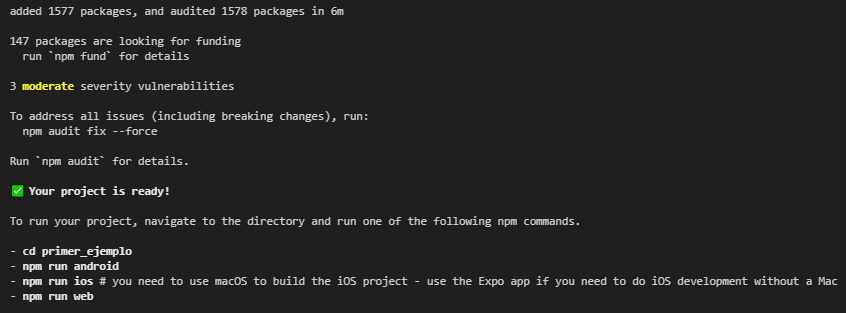 added 1577 packages, and audited 1578 packages in 6m
147 packages are looking for funding
run `npm fund` for details
3 moderate severity vulnerabilities
To address all issues (including breaking changes), run:
npm audit fix --force
Run `npm audit` for details.
✅ Your project is ready!
To run your project, navigate to the directory and run one of the following npm commands.
- cd primer_ejemplo
- npm run android
- npm run ios # you need to use macOS to build the iOS project - use the Expo app if you need to do iOS development without a Mac
- npm run web